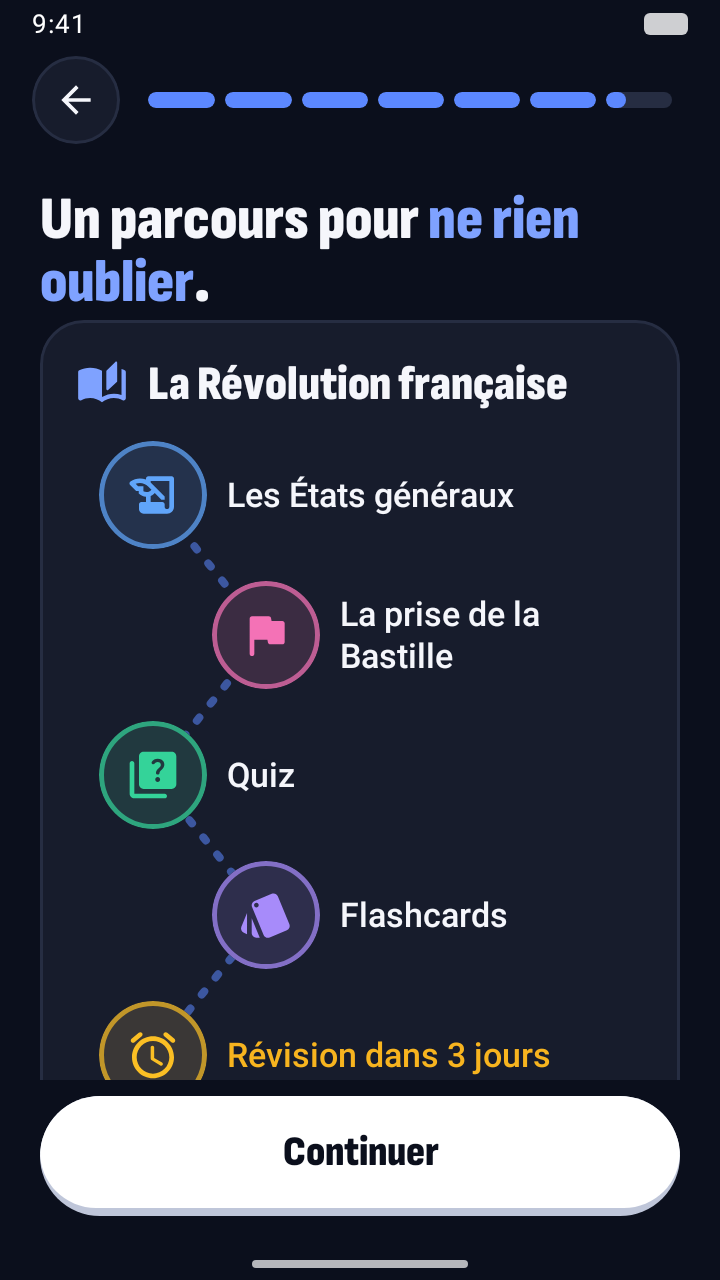 9:41
Un parcours pour ne rien
oublier.
La Révolution française
Les États généraux
La prise de la
Bastille
?
Quiz
Flashcards
Révision dans 3 jours
Continuer